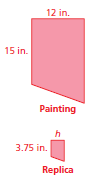 12 in.
15 in.
Painting
h
3.75 in.
Replica